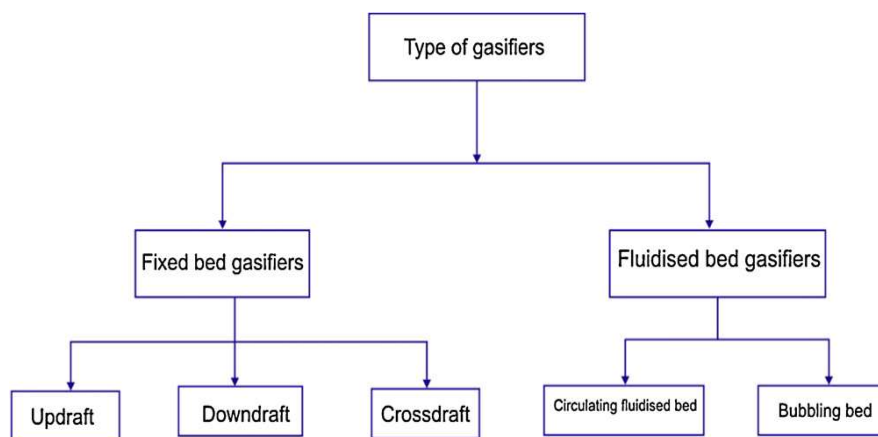 Type of gasifiers
Fixed bed gasifiers
Fluidised bed gasifiers
Updraft
Downdraft
Crossdraft
Circulating fluidised bed
Bubbling bed